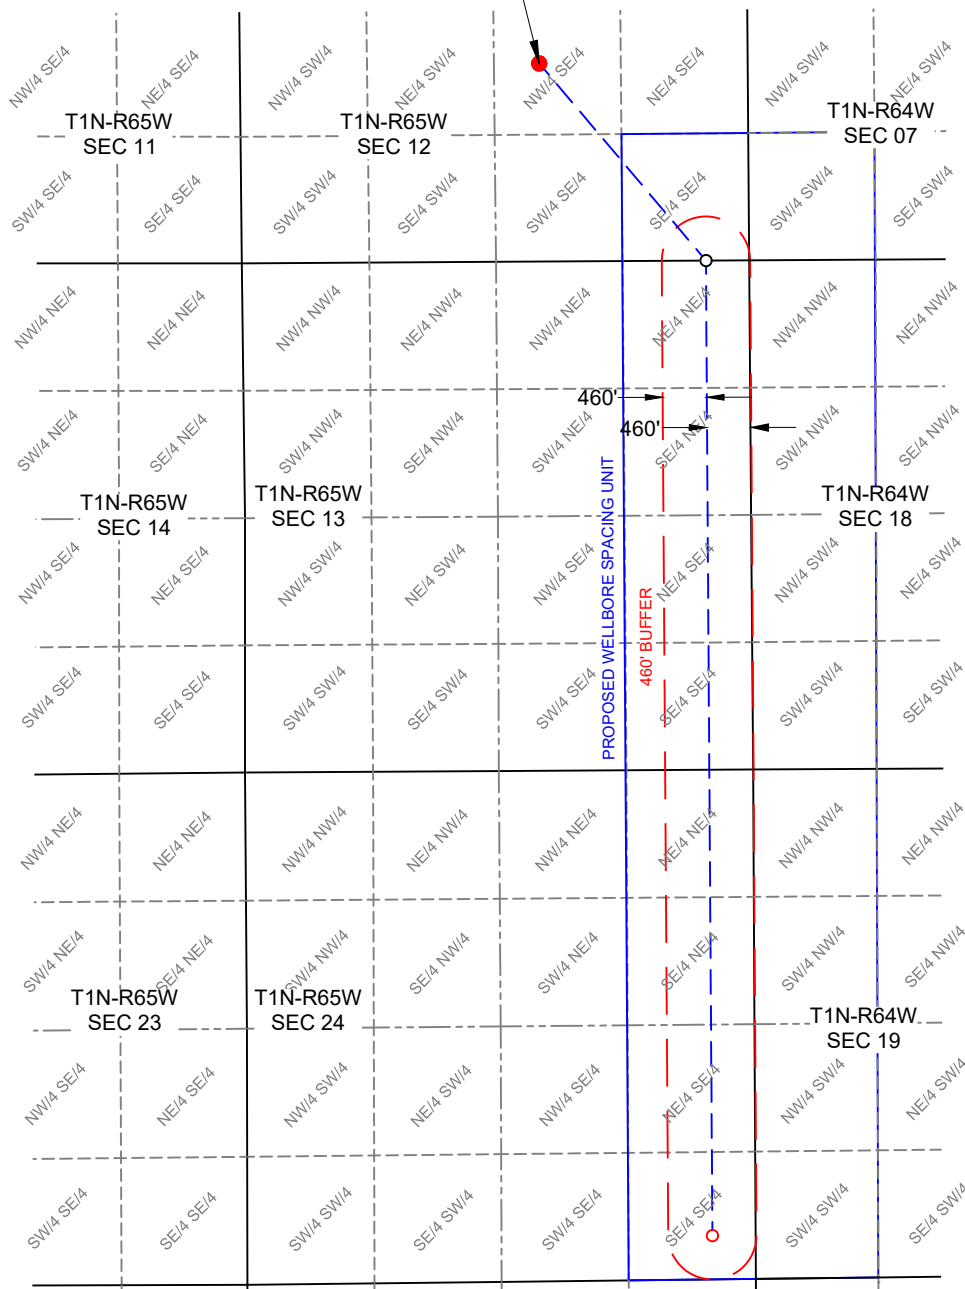 NW/4 SE/4
NE/4 SE/4
NW/4 SW/4
NE/4 SW/4
NW/4 SE/4
NE/4 SE/4
NW/4 SW/4
NE/4 SW/4
T1N-R65W
SEC 11
T1N-R65W
SEC 12
T1N-R64W
SEC 07
SW/4 SE/4
SE/4 SE/4
SW/4 SW/4
SE/4 SW/4
SW/4 SE/4
SE/4 SE/4
SW/4 SW/4
SE/4 SW/4
NW/4 NE/4
NE/4 NE/4
NW/4 NW/4
NE/4 NW/4
NW/4 NE/4
NE/4 NE/4
NW/4 NW/4
NE/4 NW/4
460'
460'
SW/4 NE/4
SE/4 NE/4
SW/4 NW/4
SE/4 NW/4
SW/4 NE/4
SE/4 NE/4
SW/4 NW/4
SE/4 NW/4
T1N-R65W
SEC 14
T1N-R65W
SEC 13
T1N-R64W
SEC 18
PROPOSED WELLBORE SPACING UNIT
460' BUFFER
NW/4 SE/4
NE/4 SE/4
NW/4 SW/4
NE/4 SW/4
NW/4 SE/4
NE/4 SE/4
NW/4 SW/4
NE/4 SW/4
SW/4 SE/4
SE/4 SE/4
SW/4 SW/4
SE/4 SW/4
SW/4 SE/4
SE/4 SE/4
SW/4 SW/4
SE/4 SW/4
NW/4 NE/4
NE/4 NE/4
NW/4 NW/4
NE/4 NW/4
NW/4 NE/4
NE/4 NE/4
NW/4 NW/4
NE/4 NW/4
SW/4 NE/4
SE/4 NE/4
SW/4 NW/4
SE/4 NW/4
SW/4 NE/4
SE/4 NE/4
SW/4 NW/4
SE/4 NW/4
T1N-R65W
SEC 23
T1N-R65W
SEC 24
T1N-R64W
SEC 19
NW/4 SE/4
NE/4 SE/4
NW/4 SW/4
NE/4 SW/4
NW/4 SE/4
NE/4 SE/4
NW/4 SW/4
NE/4 SW/4
SW/4 SE/4
SE/4 SE/4
SW/4 SW/4
SE/4 SW/4
SW/4 SE/4
SE/4 SE/4
SW/4 SW/4
SE/4 SW/4